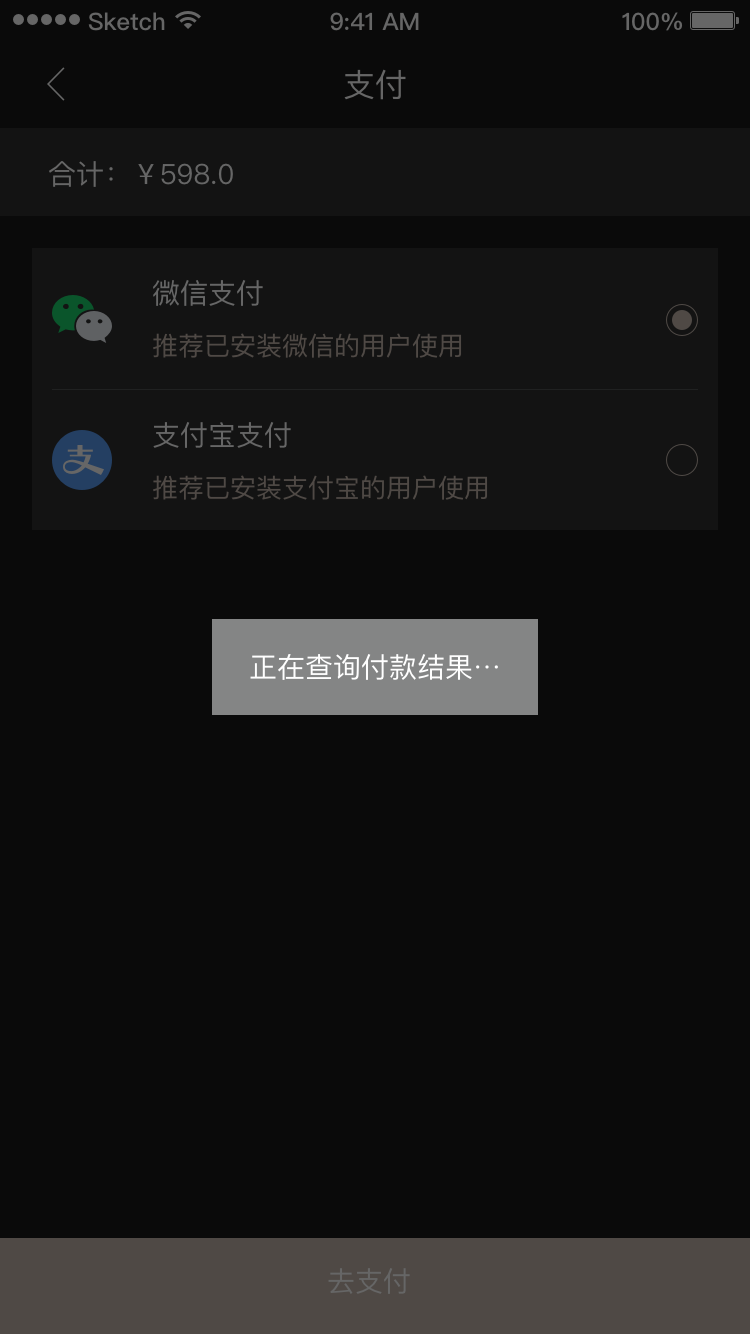 Sketch 9:41 AM 100%
支付
合计：￥598.0
微信支付
推荐已安装微信的用户使用
支
支付宝支付
推荐已安装支付宝的用户使用
正在查询付款结果···
去支付